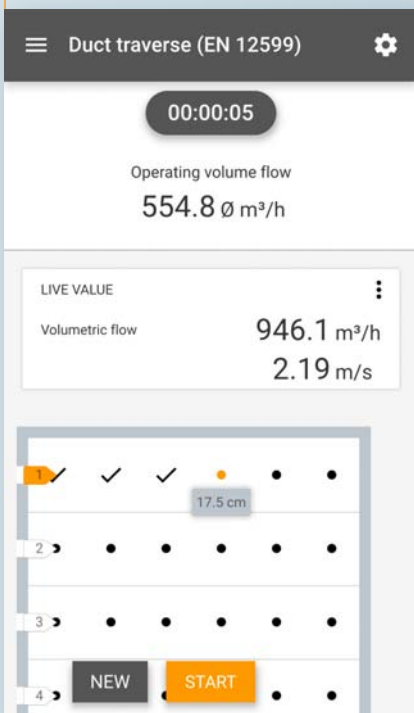 Duct traverse (EN 12599)
00:00:05
Operating volume flow
554.8 Ø m³/h
LIVE VALUE
Volumetric flow 946.1 m³/h
2.19 m/s
1
17.5 cm
2
3
4
NEW START